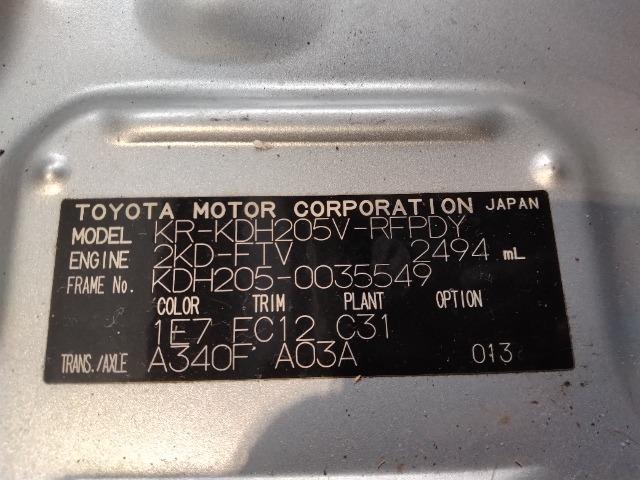 TOYOTA MOTOR CORPORATION JAPAN
MODEL KR-KDH205V-RFPDY
ENGINE 2KD-FTV 2494 mL
FRAME No. KDH205-0035549
COLOR TRIM PLANT OPTION
1E7 FC12 C31
TRANS./AXLE A340F A03A 013